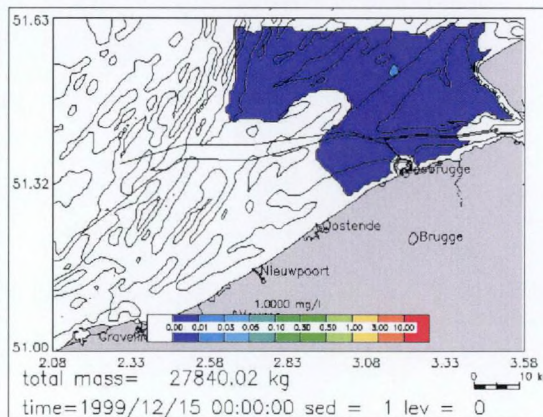 51.63
51.32
Oostende
Brugge
Nieuwpoort
1.0000 mg/l
0.00 0.01 0.03 0.05 0.10 0.30 0.50 1.00 3.00 10.00
51.00
2.08 2.33 2.58 2.83 3.08 3.33 3.58
total mass= 27840.02 kg
0 10 k
time=1999/12/15 00:00:00 sed = 1 lev = 0